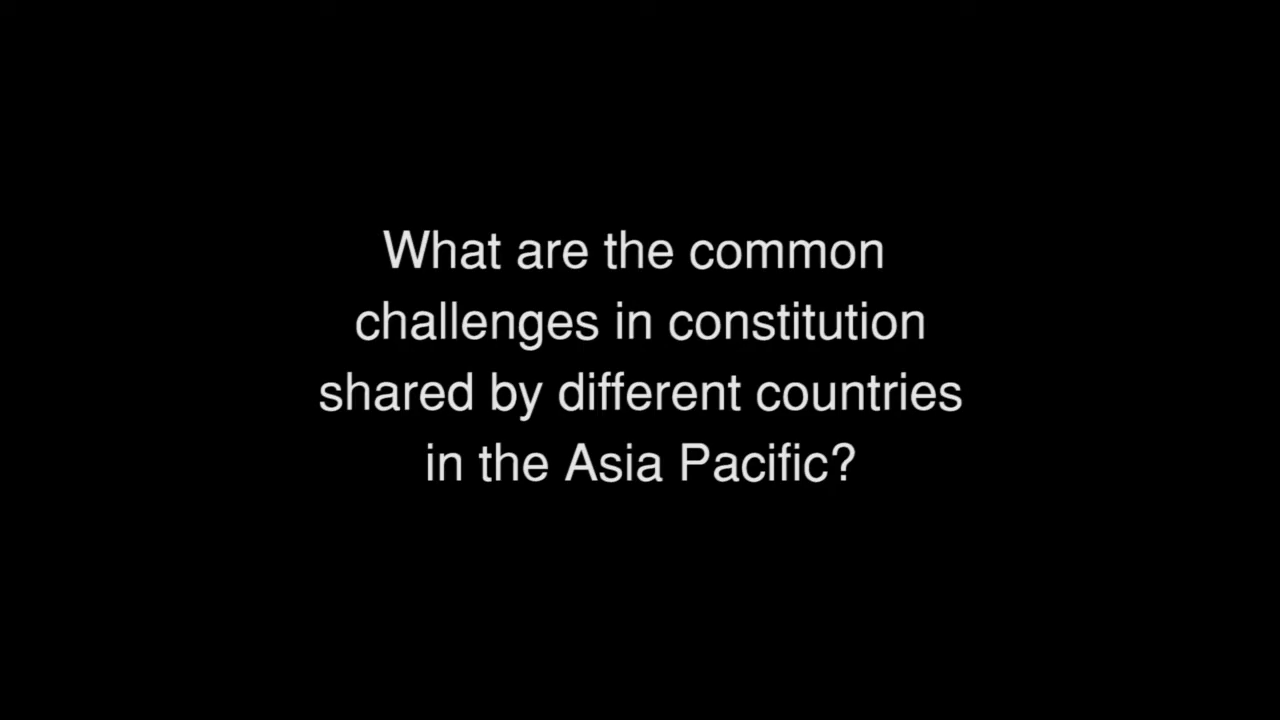 What are the common
challenges in constitution
shared by different countries
in the Asia Pacific?